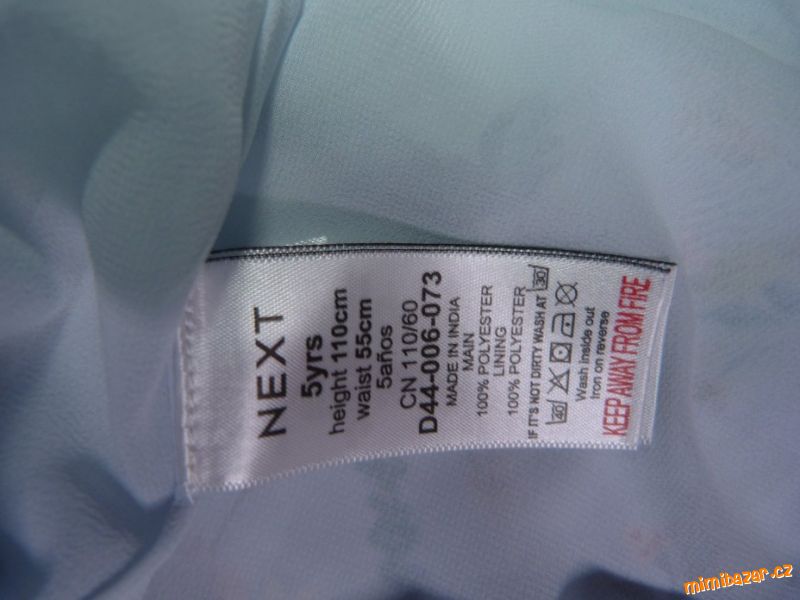 NEXT
5yrs
height 110cm
waist 55cm
5años
CN 110/60
D44-006-073
MADE IN INDIA
MAIN
100% POLYESTER
LINING
100% POLYESTER
IF IT'S NOT DIRTY WASH AT 30
40
Wash inside out
Iron on reverse
KEEP AWAY FROM FIRE
mimibazar.cz